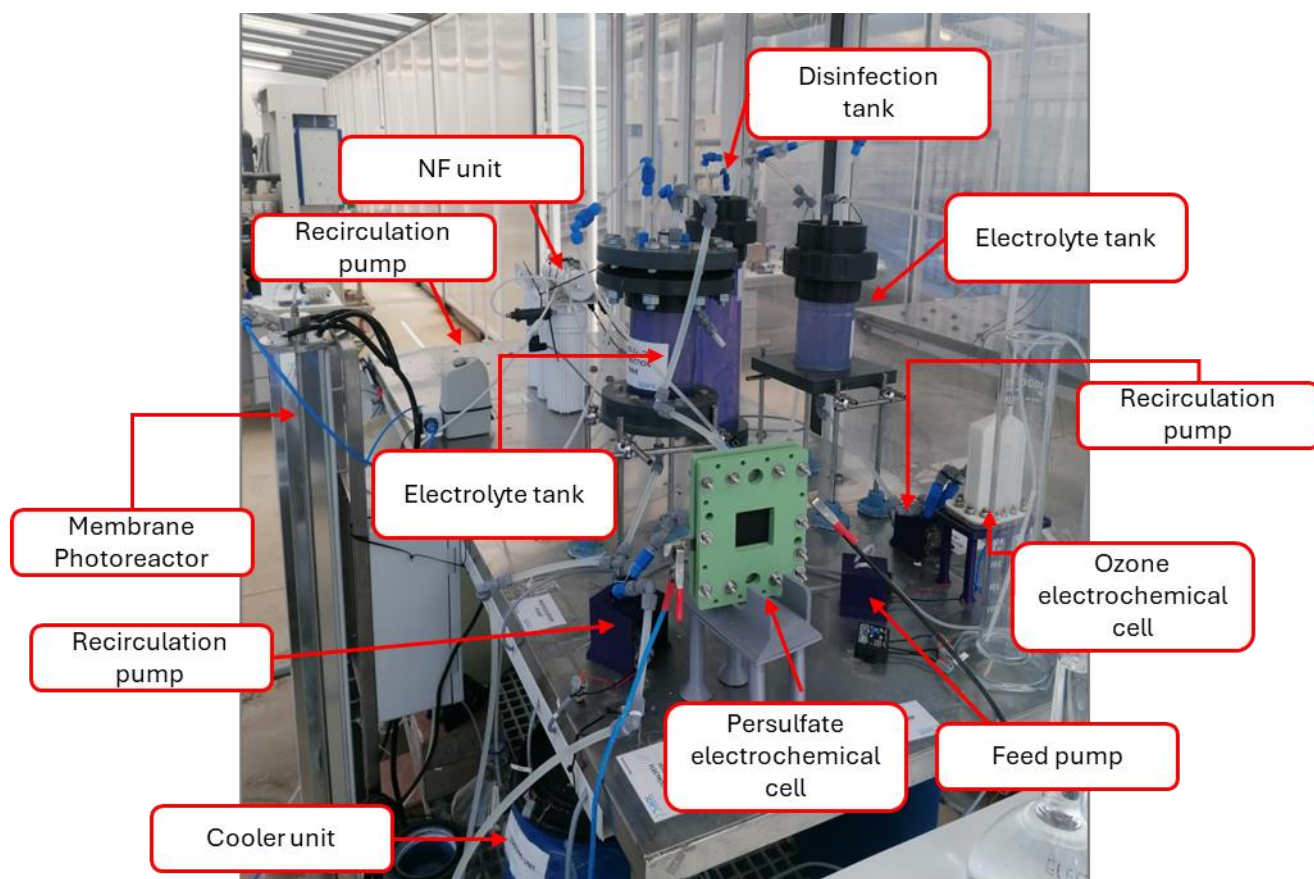 Disinfection
tank
NF unit
Recirculation
pump
Electrolyte tank
Recirculation
pump
Electrolyte tank
Membrane
Photoreactor
Ozone
electrochemical
cell
Recirculation
pump
Persulfate
electrochemical
cell
Feed pump
Cooler unit